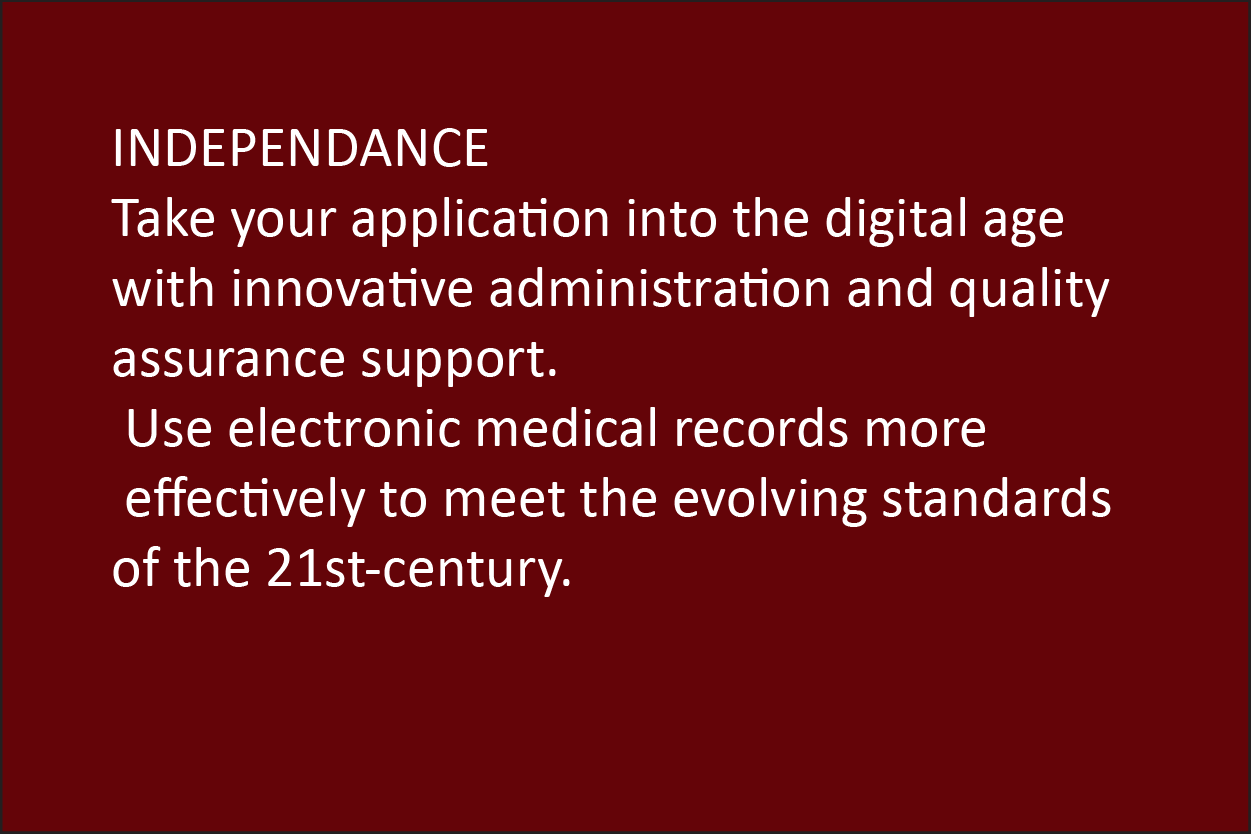 INDEPENDANCE
Take your application into the digital age
with innovative administration and quality
assurance support.
Use electronic medical records more
effectively to meet the evolving standards
of the 21st-century.